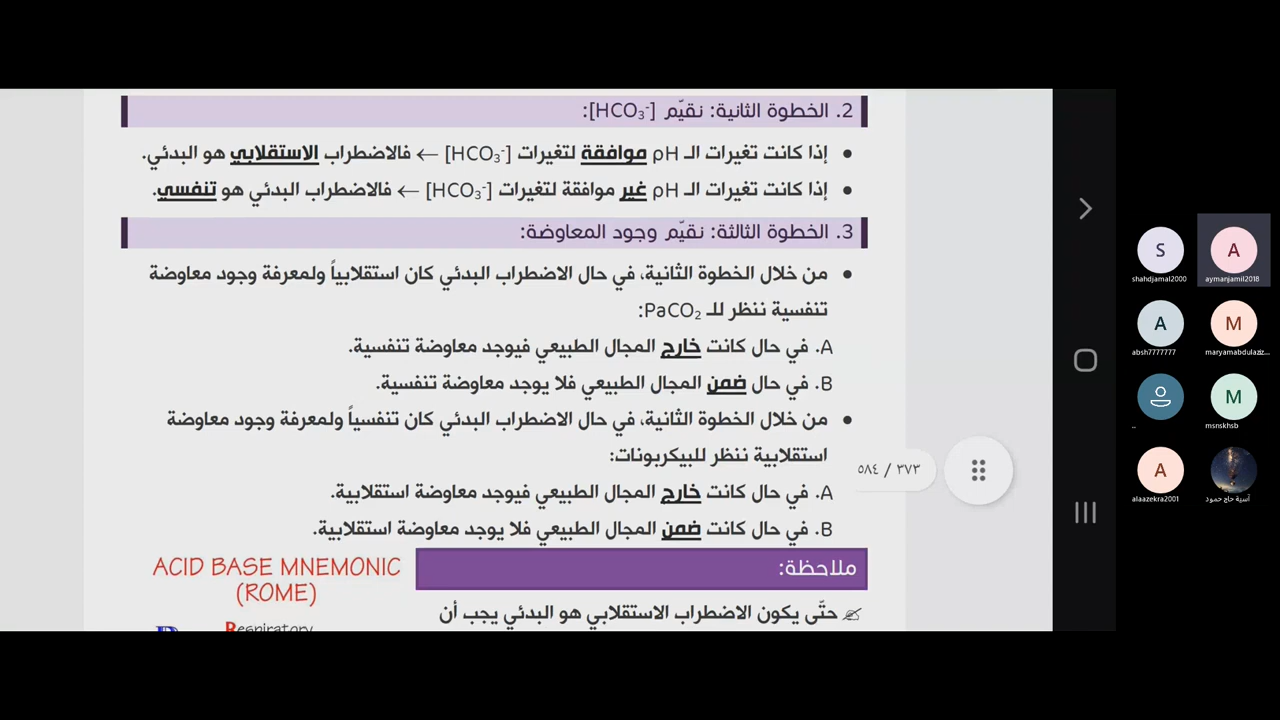 2. الخطوة الثانية: نقيّم [HCO₃⁻]:
● إذا كانت تغيرات الـ pH موافقة لتغيرات [HCO₃⁻] ← فالاضطراب الاستقلابي هو البدئي.
● إذا كانت تغيرات الـ pH غير موافقة لتغيرات [HCO₃⁻] ← فالاضطراب البدئي هو تنفسي.
3. الخطوة الثالثة: نقيّم وجود المعاوضة:
● من خلال الخطوة الثانية، في حال الاضطراب البدئي كان استقلابياً ولمعرفة وجود معاوضة
تنفسية ننظر للـ PaCO₂:
A. في حال كانت خارج المجال الطبيعي فيوجد معاوضة تنفسية.
B. في حال ضمن المجال الطبيعي فلا يوجد معاوضة تنفسية.
● من خلال الخطوة الثانية، في حال الاضطراب البدئي كان تنفسياً ولمعرفة وجود معاوضة
استقلابية ننظر للبيكربونات:
A. في حال كانت خارج المجال الطبيعي فيوجد معاوضة استقلابية.
B. في حال كانت ضمن المجال الطبيعي فلا يوجد معاوضة استقلابية.
ملاحظة:
حتّى يكون الاضطراب الاستقلابي هو البدئي يجب أن
ACID BASE MNEMONIC
(ROME)
Respiratory
٣٧٣ / ٥٨٤
S
shahdjamal2000
A
aymanjamil2018
A
absh7777777
M
maryamabdulaziz...
..
M
msnskhsb
A
alaazekra2001
آسية حاج حمود